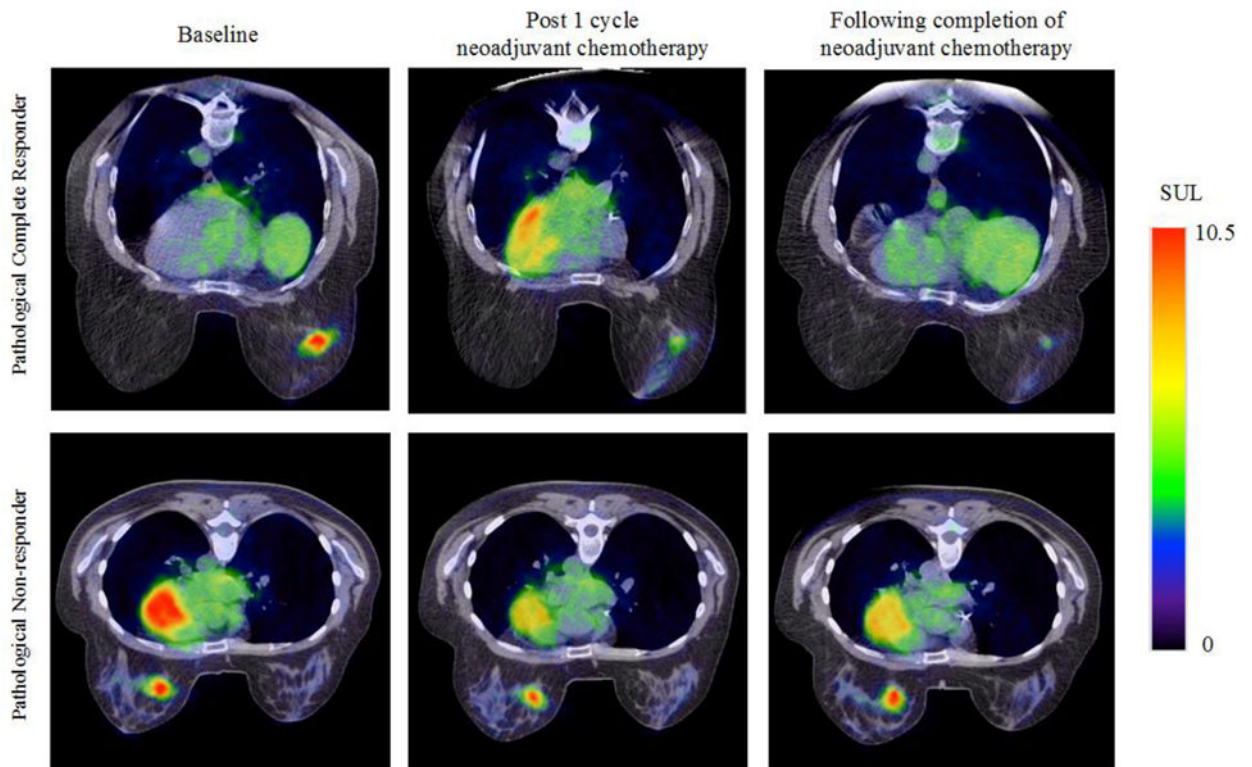 Baseline
Post 1 cycle
neoadjuvant chemotherapy
Following completion of
neoadjuvant chemotherapy
Pathological Complete Responder
SUL
10.5
0
Pathological Non-responder